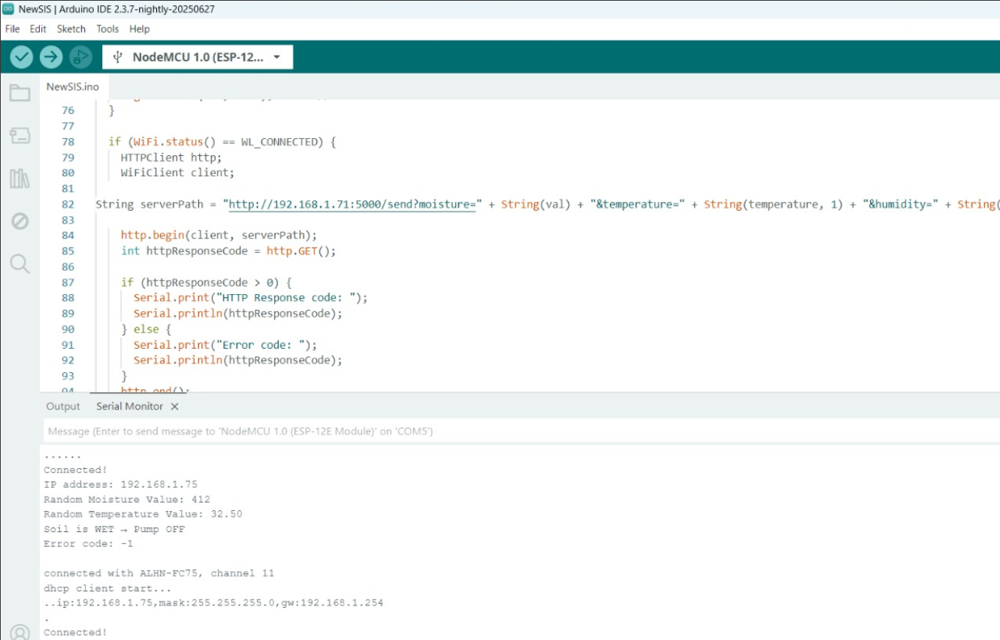 NewSIS | Arduino IDE 2.3.7-nightly-20250627
File Edit Sketch Tools Help
NodeMCU 1.0 (ESP-12...
NewSIS.ino
76 }
77
78 if (WiFi.status() == WL_CONNECTED) {
79 HTTPClient http;
80 WiFiClient client;
81
82 String serverPath = "http://192.168.1.71:5000/send?moisture=" + String(val) + "&temperature=" + String(temperature, 1) + "&humidity=" + String(
83
84 http.begin(client, serverPath);
85 int httpResponseCode = http.GET();
86
87 if (httpResponseCode > 0) {
88 Serial.print("HTTP Response code: ");
89 Serial.println(httpResponseCode);
90 } else {
91 Serial.print("Error code: ");
92 Serial.println(httpResponseCode);
93 }
94 http.end();
Output Serial Monitor ×
Message (Enter to send message to 'NodeMCU 1.0 (ESP-12E Module)' on 'COM5')
......
Connected!
IP address: 192.168.1.75
Random Moisture Value: 412
Random Temperature Value: 32.50
Soil is WET → Pump OFF
Error code: -1
connected with ALHN-FC75, channel 11
dhcp client start...
..ip:192.168.1.75,mask:255.255.255.0,gw:192.168.1.254
.
Connected!